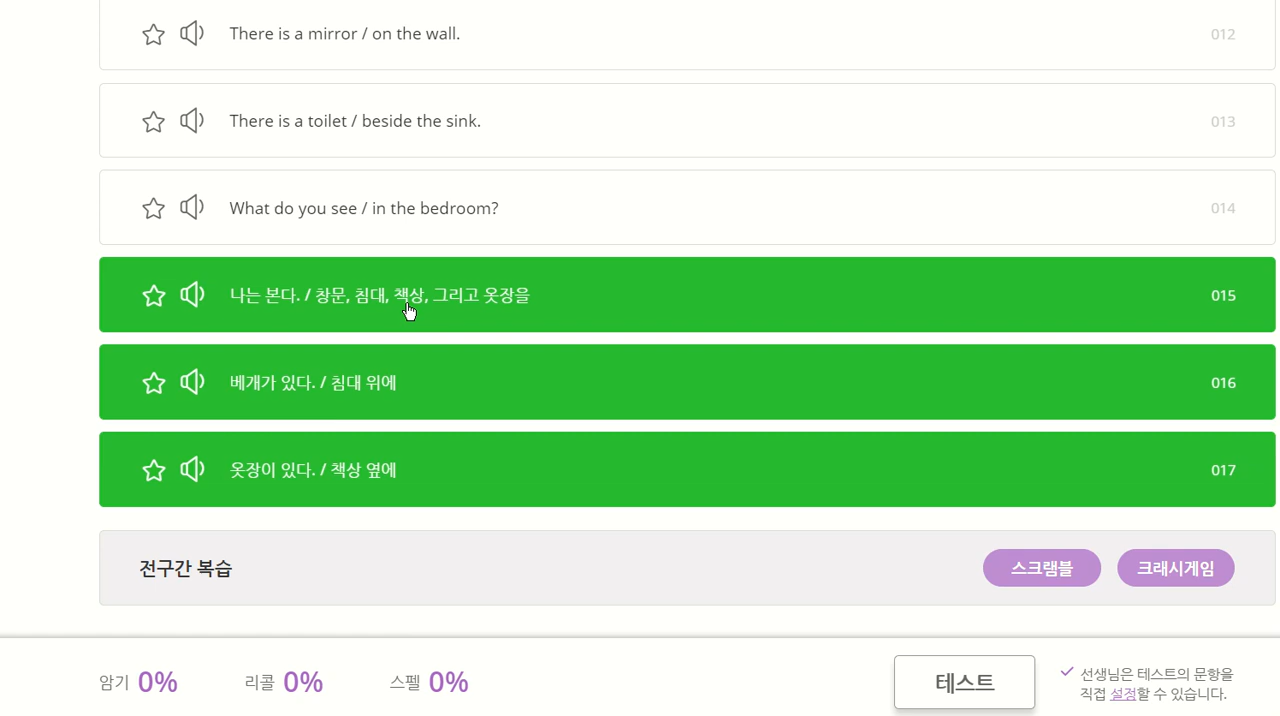 There is a mirror / on the wall.
012
There is a toilet / beside the sink.
013
What do you see / in the bedroom?
014
나는 본다. / 창문, 침대, 책상, 그리고 옷장을
015
베개가 있다. / 침대 위에
016
옷장이 있다. / 책상 옆에
017
전구간 복습
스크램블
크래시게임
암기 0%
리콜 0%
스펠 0%
테스트
선생님은 테스트의 문항을
직접 설정할 수 있습니다.